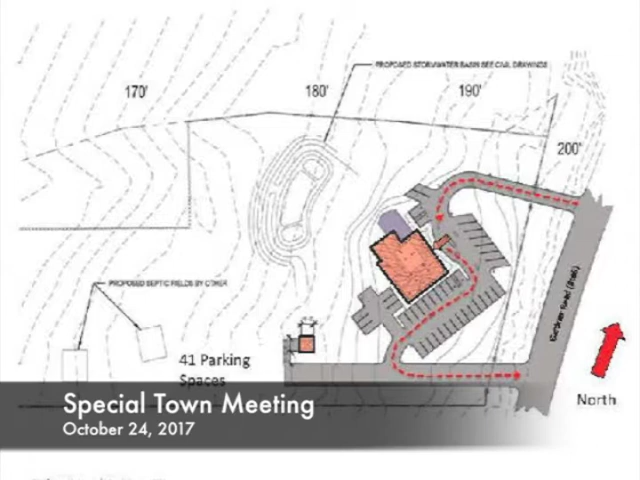 PROPOSED STORMWATER BASIN SEE CIVIL DRAWINGS
170'
180'
190'
200'
PROPOSED SEPTIC FIELDS BY OTHER
41 Parking
Spaces
North
Special Town Meeting
October 24, 2017